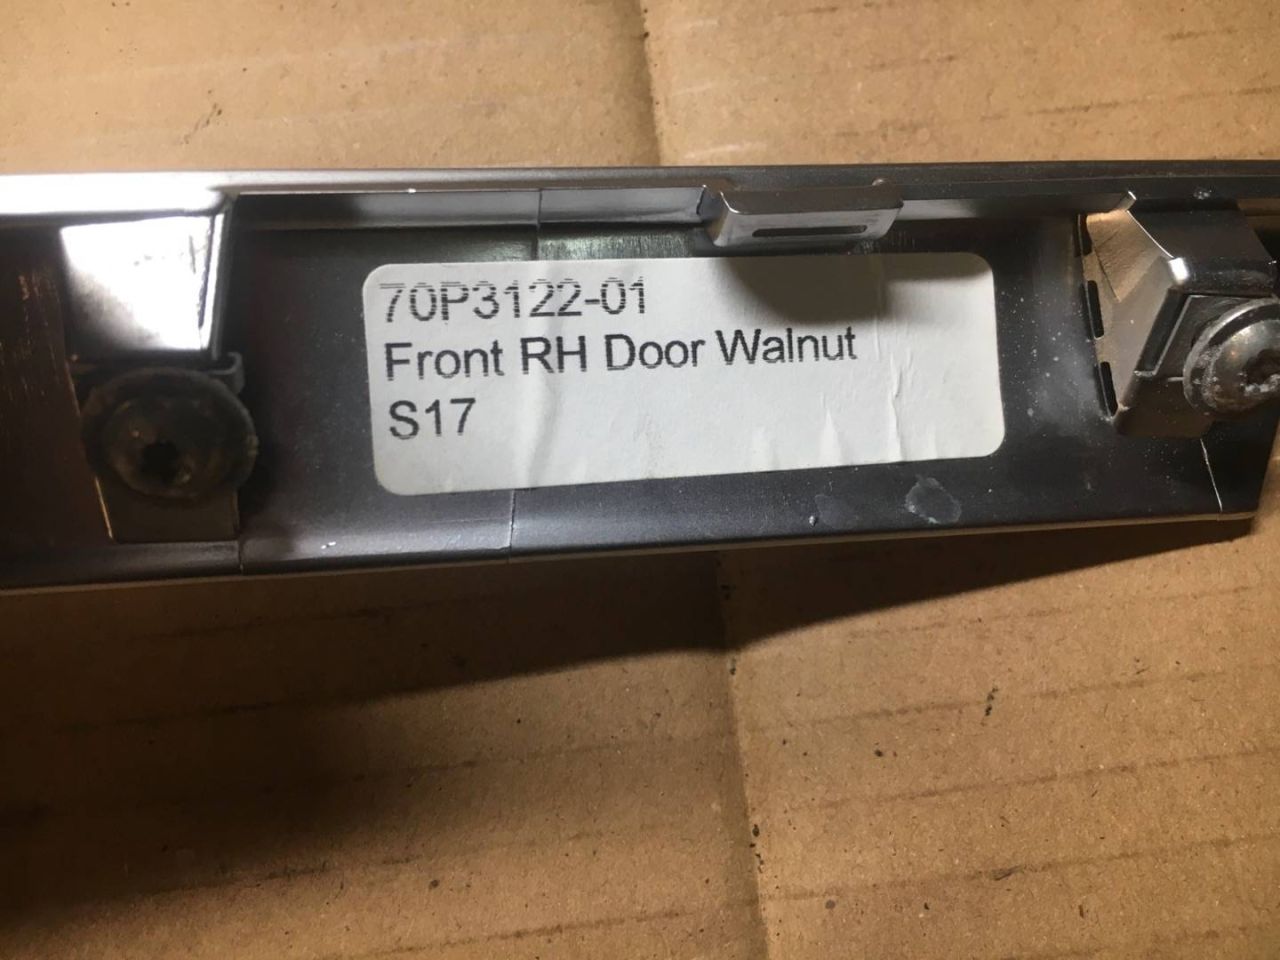 70P3122-01
Front RH Door Walnut
S17